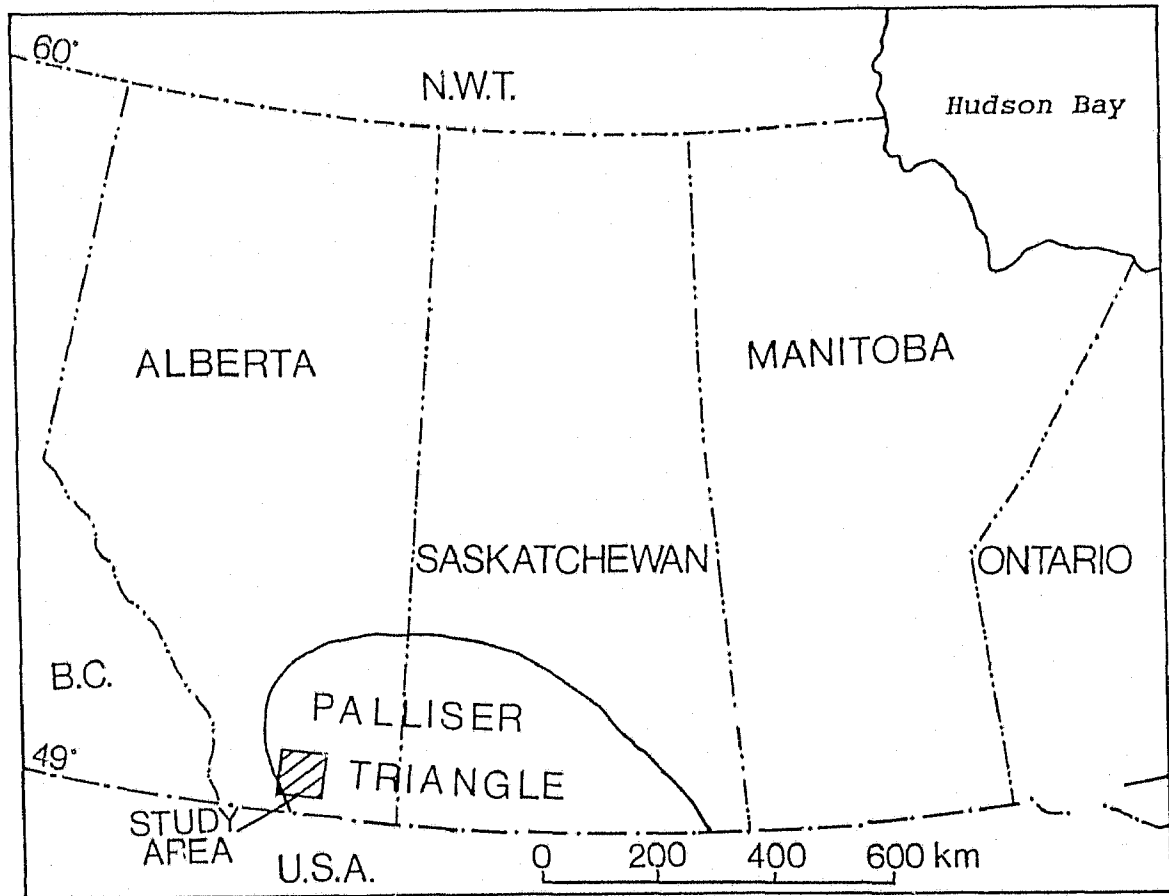 60°
N.W.T.
Hudson Bay
ALBERTA
MANITOBA
SASKATCHEWAN
ONTARIO
B.C.
PALLISER
49°
TRIANGLE
STUDY
AREA
U.S.A.
0 200 400 600 km